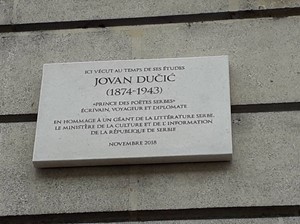 ICI VÉCUT AU TEMPS DE SES ÉTUDES
JOVAN DUČIĆ
(1874-1943)
«PRINCE DES POÈTES SERBES»
ÉCRIVAIN, VOYAGEUR ET DIPLOMATE
EN HOMMAGE À UN GÉANT DE LA LITTÉRATURE SERBE,
LE MINISTÈRE DE LA CULTURE ET DE L'INFORMATION
DE LA RÉPUBLIQUE DE SERBIE
NOVEMBRE 2018